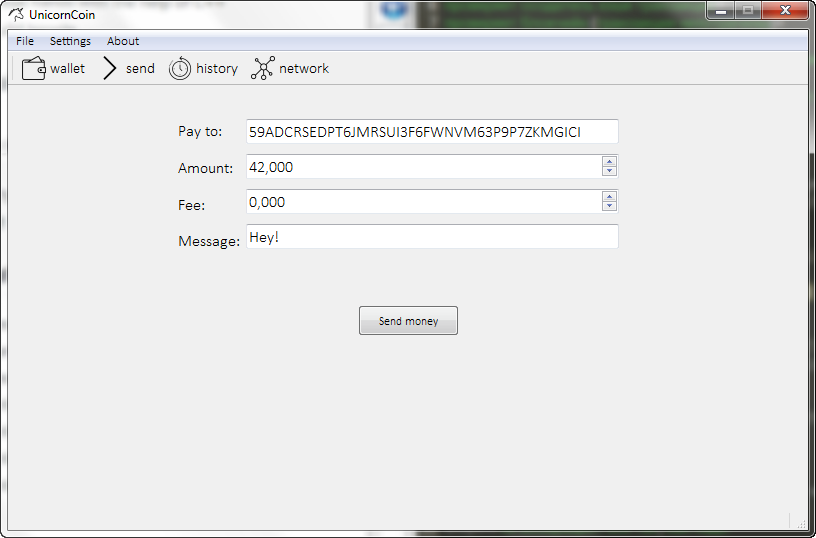 UnicornCoin
File Settings About
wallet send history network
Pay to: 59ADCRSEDPT6JMRSUI3F6FWNVM63P9P7ZKMGICI
Amount: 42,000
Fee: 0,000
Message: Hey!
Send money